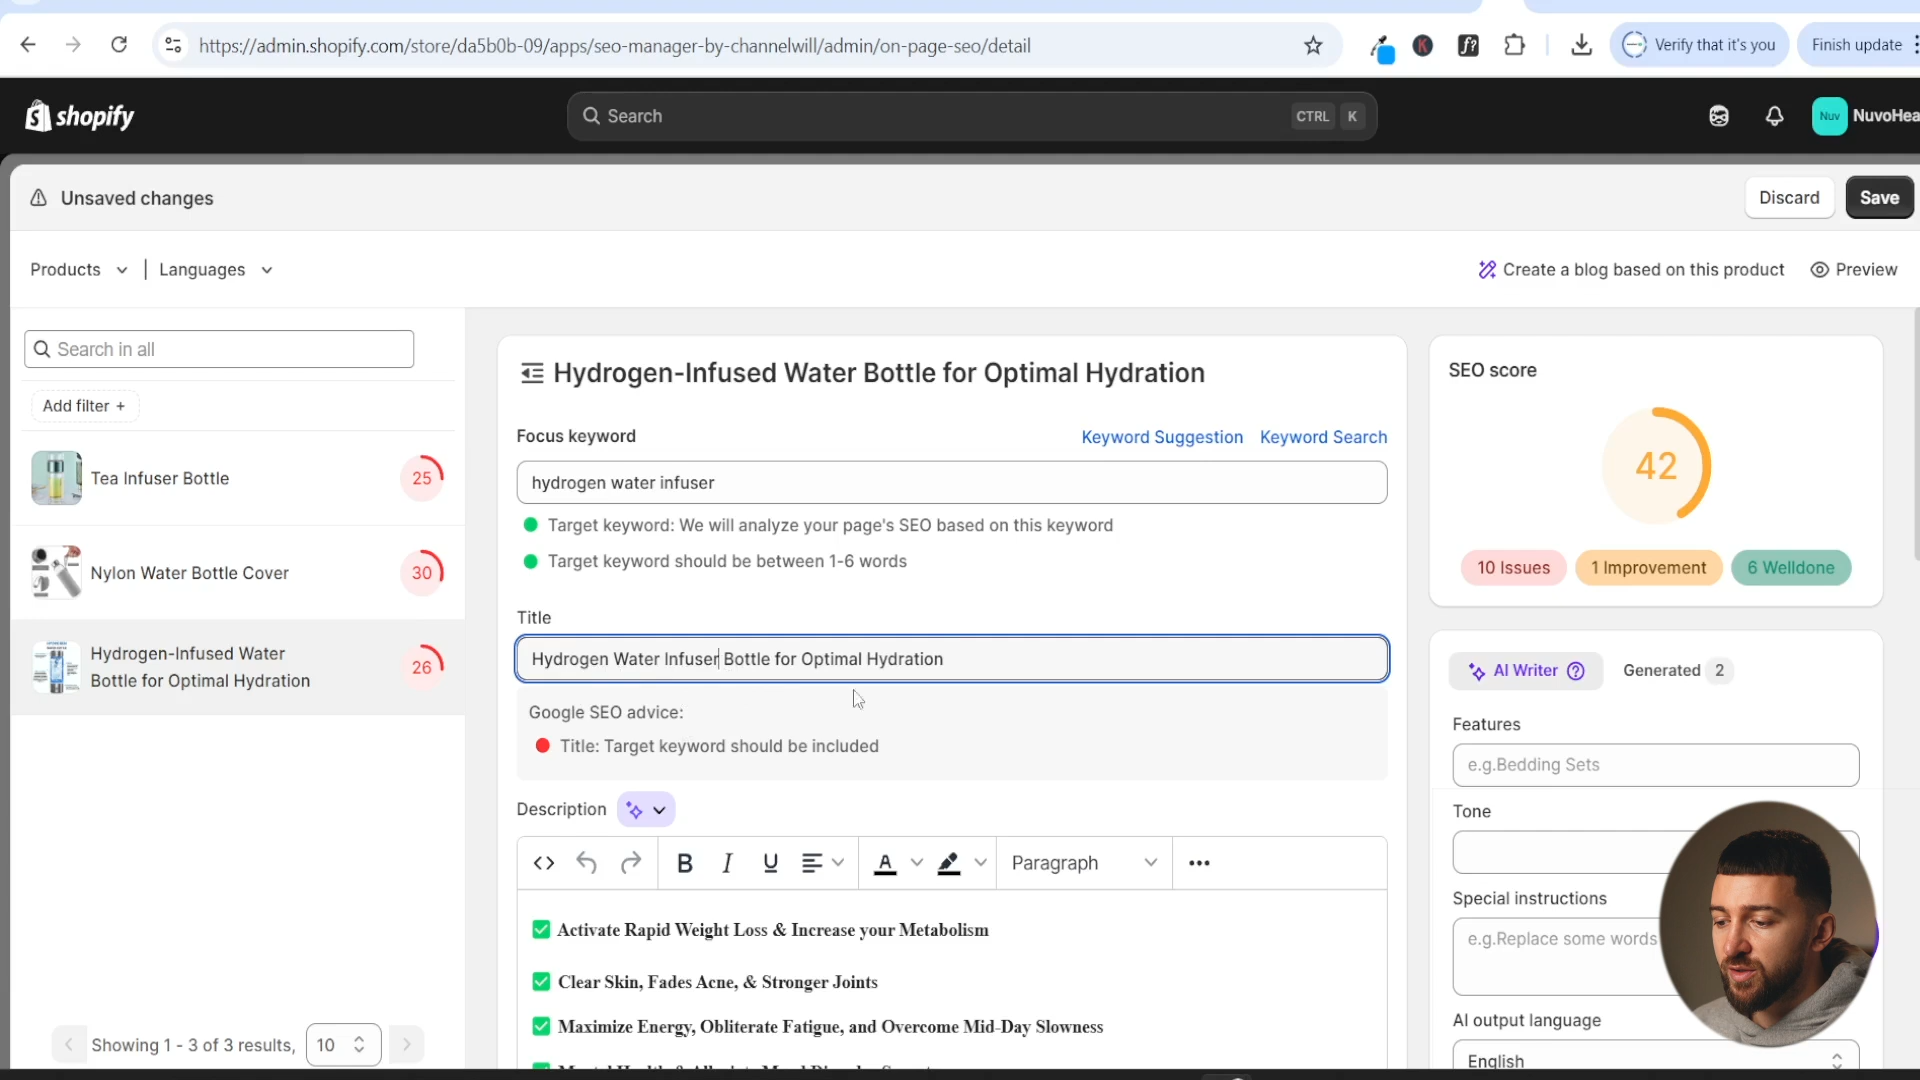 https://admin.shopify.com/store/da5b0b-09/apps/seo-manager-by-channelwill/admin/on-page-seo/detail
K
f?
Verify that it's you
Finish update
shopify
Search
CTRL K
Nuv
NuvoHea
Unsaved changes
Discard
Save
Products
Languages
Create a blog based on this product
Preview
Search in all
Add filter +
Tea Infuser Bottle
25
Nylon Water Bottle Cover
30
Hydrogen-Infused Water
Bottle for Optimal Hydration
26
Showing 1 - 3 of 3 results,
10
Hydrogen-Infused Water Bottle for Optimal Hydration
Focus keyword
Keyword Suggestion
Keyword Search
hydrogen water infuser
Target keyword: We will analyze your page's SEO based on this keyword
Target keyword should be between 1-6 words
Title
Hydrogen Water Infuser Bottle for Optimal Hydration
Google SEO advice:
Title: Target keyword should be included
Description
B I U A Paragraph
✅ Activate Rapid Weight Loss & Increase your Metabolism
✅ Clear Skin, Fades Acne, & Stronger Joints
✅ Maximize Energy, Obliterate Fatigue, and Overcome Mid-Day Slowness
SEO score
42
10 Issues
1 Improvement
6 Welldone
AI Writer
Generated 2
Features
e.g.Bedding Sets
Tone
Special instructions
e.g.Replace some words
AI output language
English